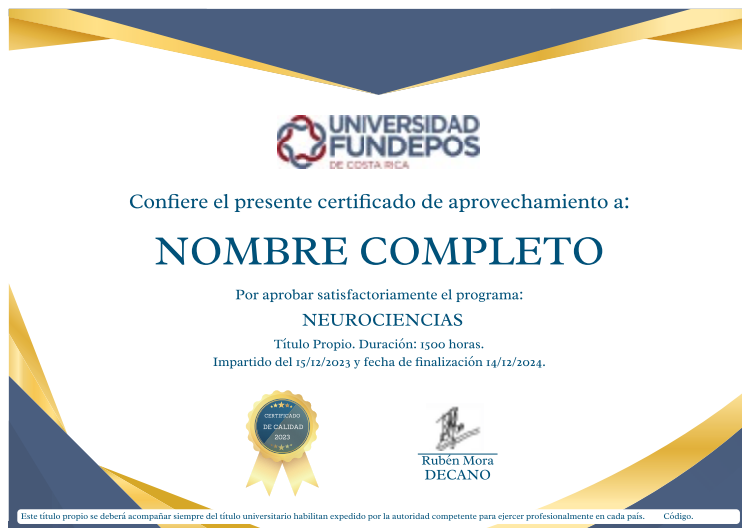 UNIVERSIDAD
FUNDEPOS
DE COSTA RICA
Confiere el presente certificado de aprovechamiento a:
NOMBRE COMPLETO
Por aprobar satisfactoriamente el programa:
NEUROCIENCIAS
Título Propio. Duración: 1500 horas.
Impartido del 15/12/2023 y fecha de finalización 14/12/2024.
CERTIFICADO
DE CALIDAD
2023
Rubén Mora
DECANO
Este título propio se deberá acompañar siempre del título universitario habilitan expedido por la autoridad competente para ejercer profesionalmente en cada país. Código.